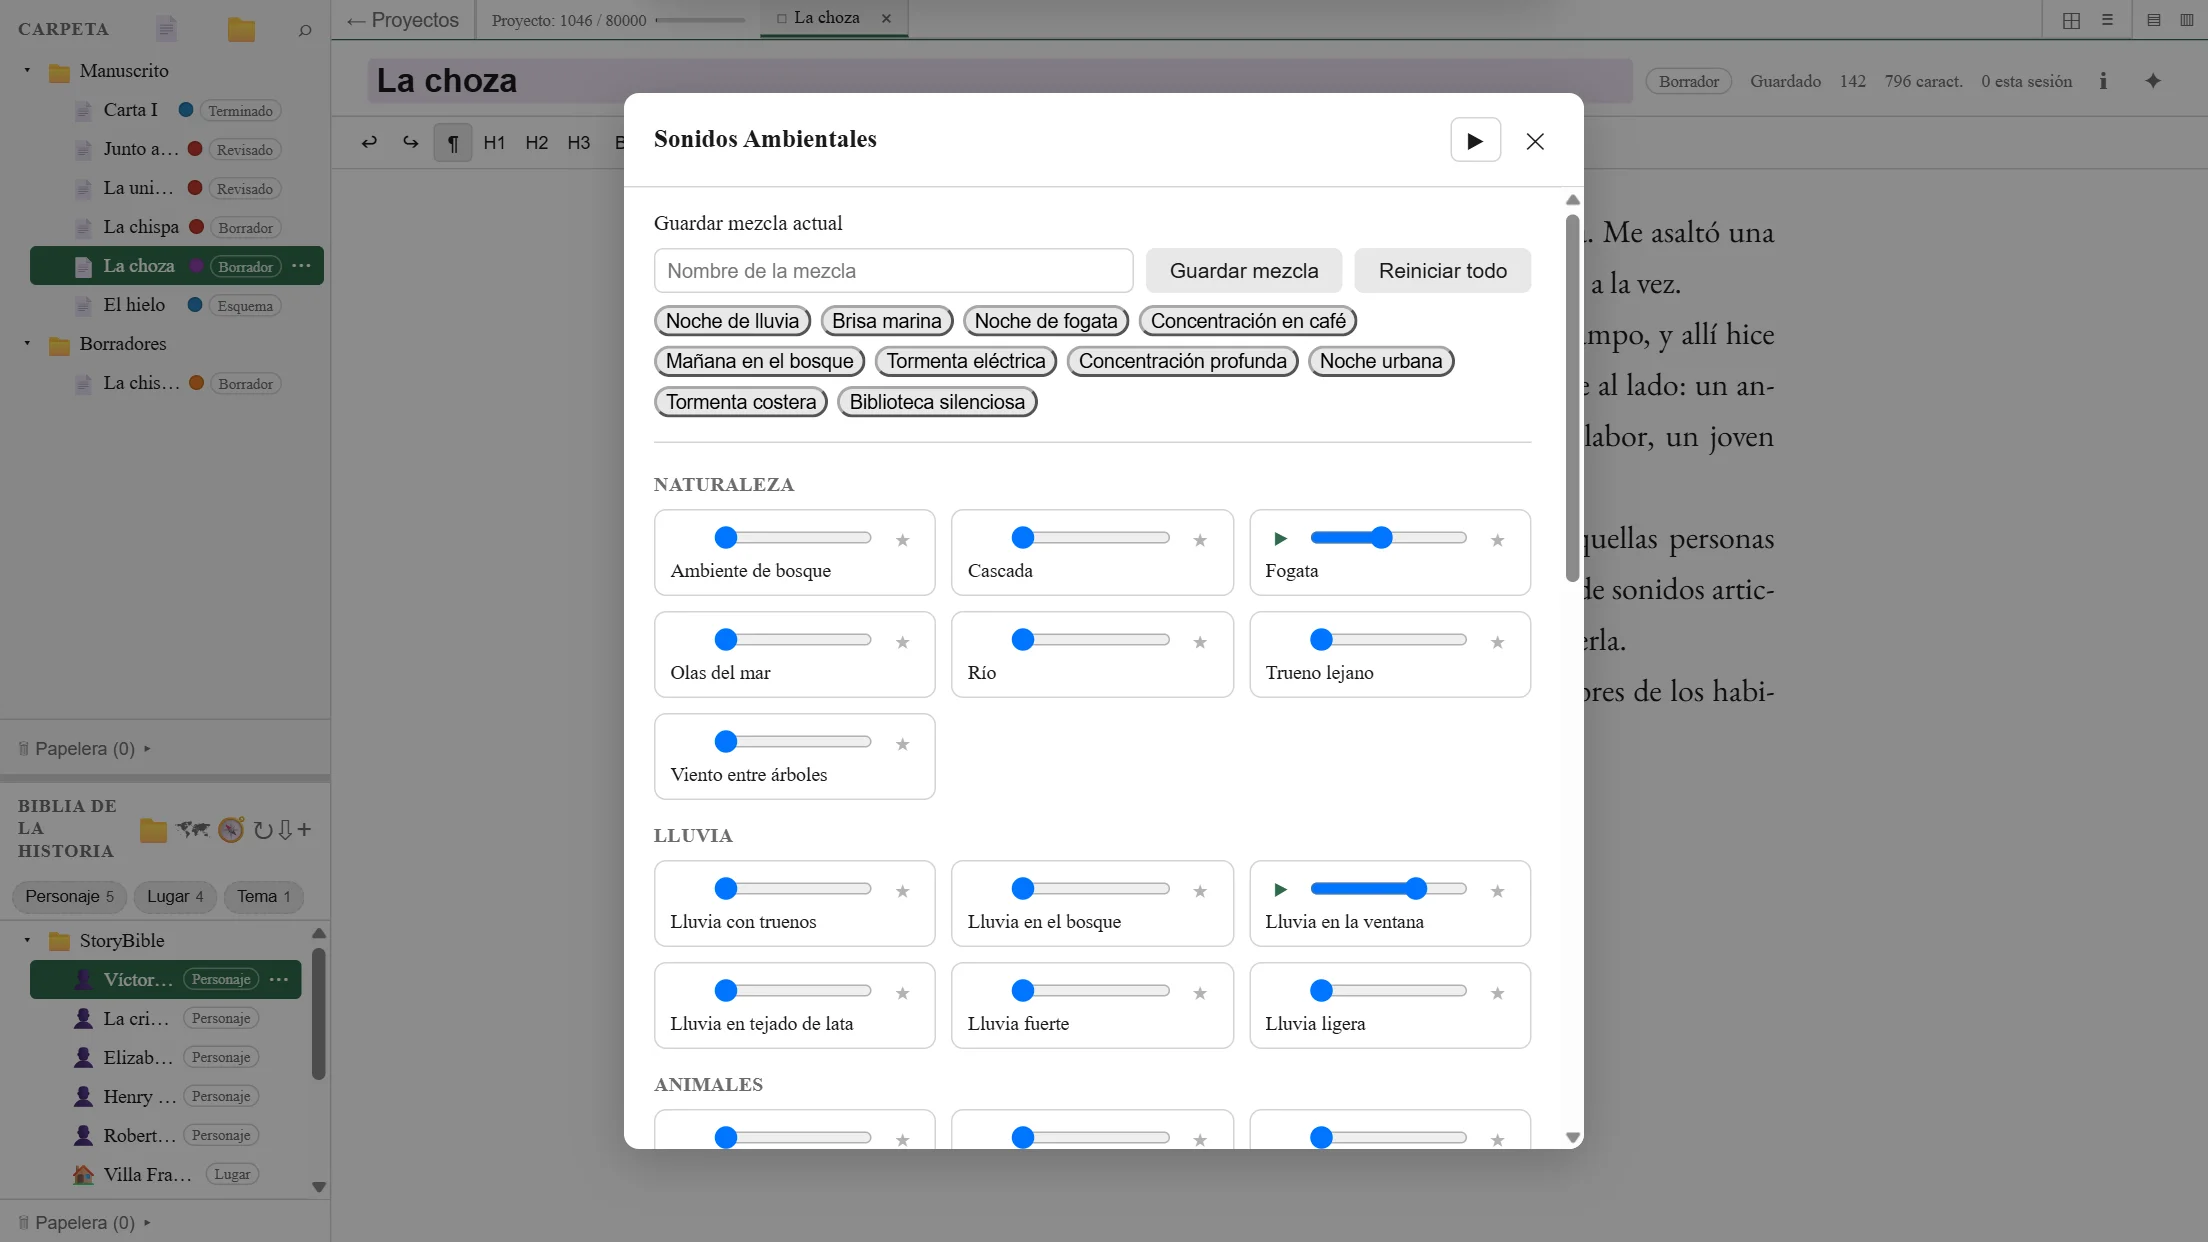 CARPETA
Manuscrito
Carta I Terminado
Junto a… Revisado
La uni… Revisado
La chispa Borrador
La choza Borrador ···
El hielo Esquema
Borradores
La chis… Borrador
Papelera (0)
BIBLIA DE
LA
HISTORIA
Personaje 5 Lugar 4 Tema 1
StoryBible
Víctor… Personaje ···
La cri… Personaje
Elizab… Personaje
Henry … Personaje
Robert… Personaje
Villa Fra… Lugar
Papelera (0)
← Proyectos Proyecto: 1046 / 80000 La choza ×
La choza Borrador Guardado 142 796 caract. 0 esta sesión
¶ H1 H2 H3
Sonidos Ambientales
Guardar mezcla actual
Nombre de la mezcla Guardar mezcla Reiniciar todo
Noche de lluvia Brisa marina Noche de fogata Concentración en café
Mañana en el bosque Tormenta eléctrica Concentración profunda Noche urbana
Tormenta costera Biblioteca silenciosa
NATURALEZA
Ambiente de bosque Cascada Fogata
Olas del mar Río Trueno lejano
Viento entre árboles
LLUVIA
Lluvia con truenos Lluvia en el bosque Lluvia en la ventana
Lluvia en tejado de lata Lluvia fuerte Lluvia ligera
ANIMALES
. Me asaltó una
a la vez.
mpo, y allí hice
e al lado: un an-
labor, un joven
quellas personas
de sonidos artic-
erla.
ores de los habi-